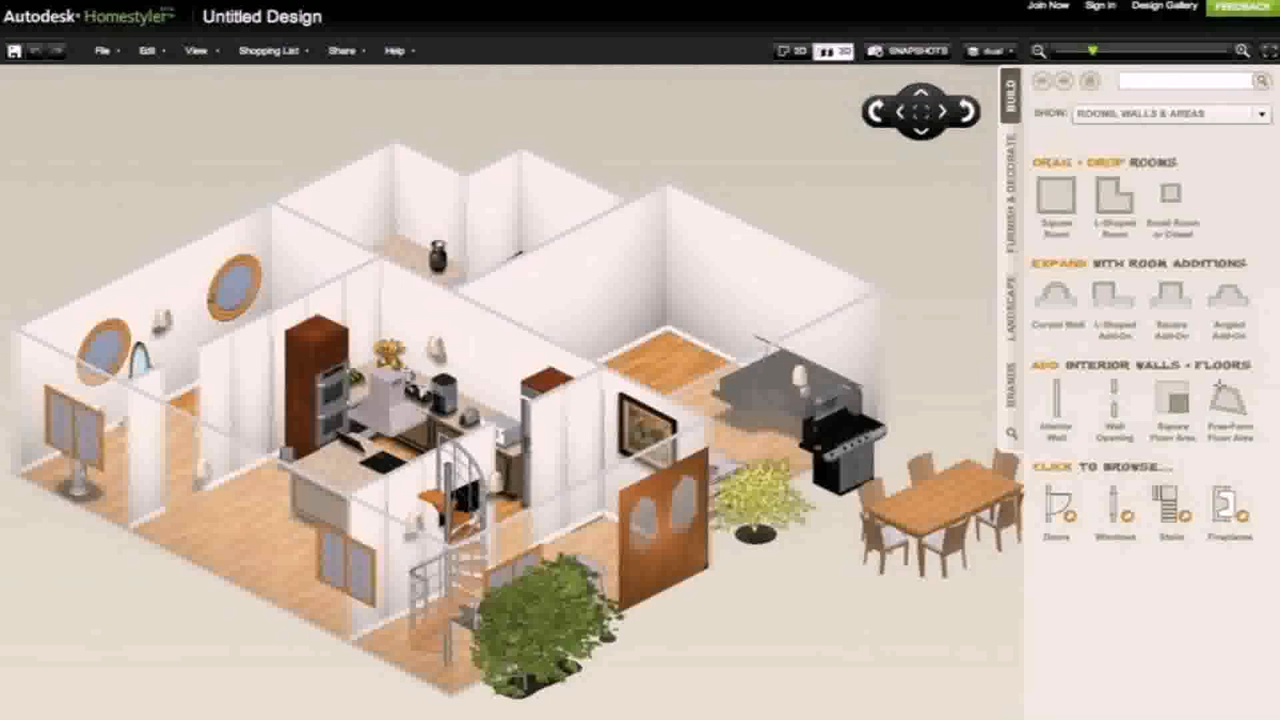 Autodesk Homestyler
Untitled Design
Join Now Sign In Design Gallery FEEDBACK
File Edit View Shopping List Share Help
2D 3D SNAPSHOTS dual
BUILD
FURNISH & DECORATE
LANDSCAPE
BRANDS
SHOW: ROOMS, WALLS & AREAS
DRAG + DROP ROOMS
Square Room
L-Shaped Room
Small Room or Closet
EXPAND WITH ROOM ADDITIONS
Curved Wall
L-Shaped Add-On
Square Add-On
Angled Add-On
ADD INTERIOR WALLS + FLOORS
Interior Wall
Wall Opening
Square Floor Area
Free-Form Floor Area
CLICK TO BROWSE...
Doors Windows Stairs Fireplaces